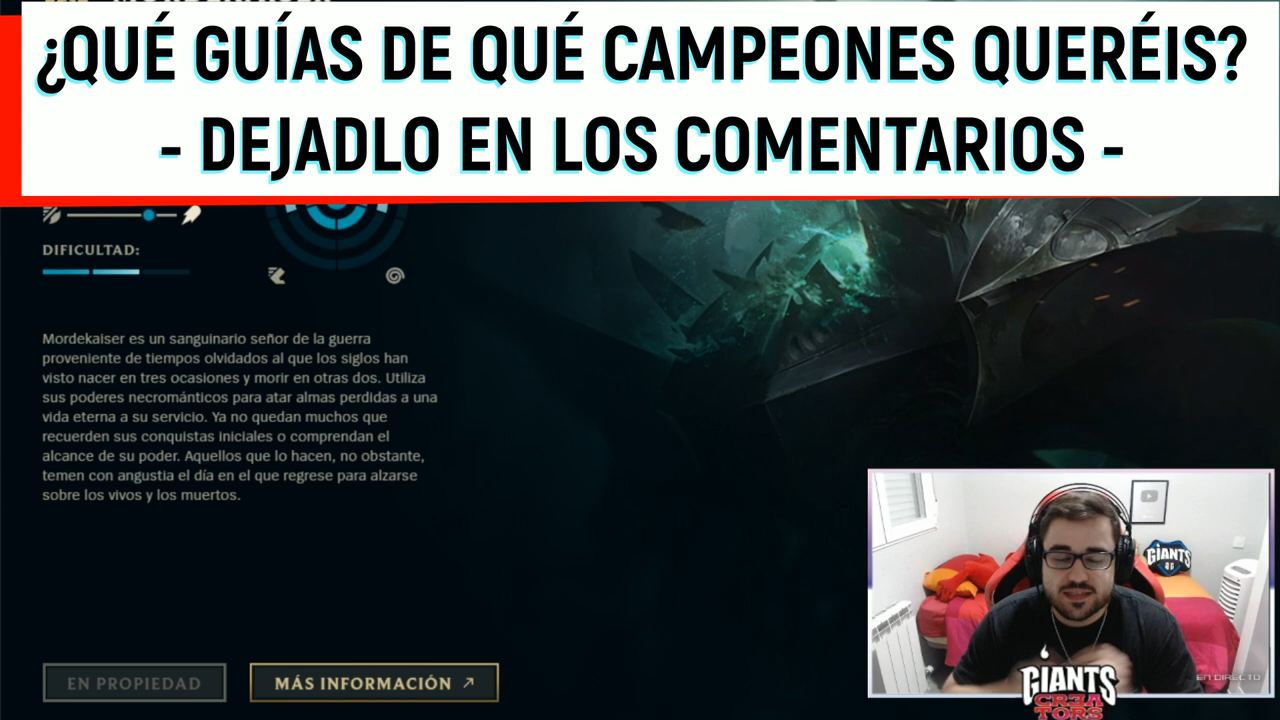 ¿QUÉ GUÍAS DE QUÉ CAMPEONES QUERÉIS?
- DEJADLO EN LOS COMENTARIOS -
DIFICULTAD:
Mordekaiser es un sanguinario señor de la guerra
proveniente de tiempos olvidados al que los siglos han
visto nacer en tres ocasiones y morir en otras dos. Utiliza
sus poderes necrománticos para atar almas perdidas a una
vida eterna a su servicio. Ya no quedan muchos que
recuerden sus conquistas iniciales o comprendan el
alcance de su poder. Aquellos que lo hacen, no obstante,
temen con angustia el día en el que regrese para alzarse
sobre los vivos y los muertos.
EN PROPIEDAD
MÁS INFORMACIÓN
GIANTS
EN DIRECTO
GIANTS
CR3A
TORS